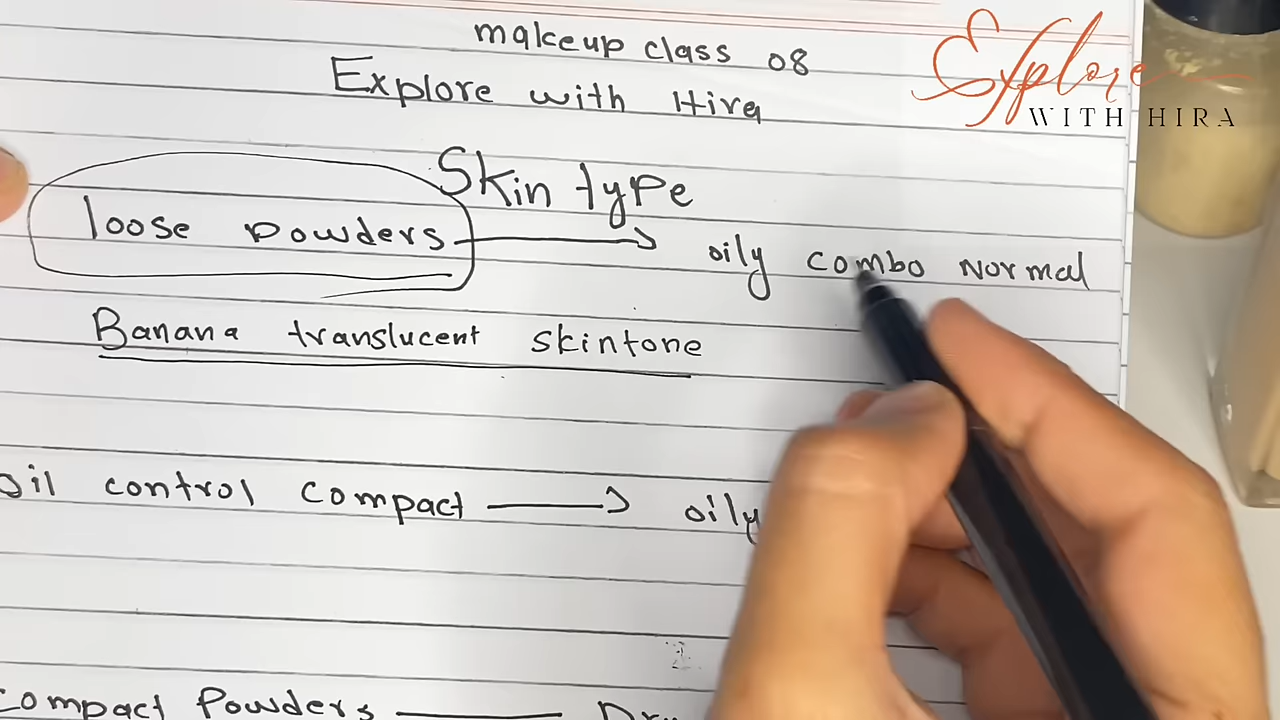 makeup class 08
Explore with Hira
Explore
WITH HIRA
Skin type
loose powders → oily combo Normal
Banana translucent skintone
oil control compact → oily
compact Powders